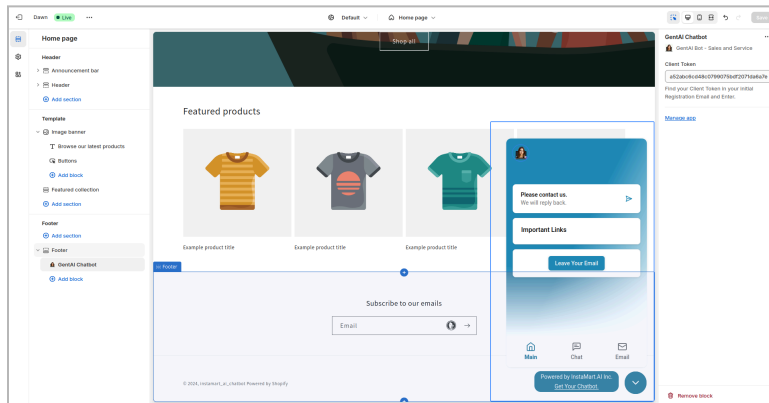 Dawn
Live
Default
Home page
Save
Home page
Header
Announcement bar
Header
Add section
Template
Image banner
Browse our latest products
Buttons
Add block
Featured collection
Add section
Footer
Add section
Footer
GentAI Chatbot
Add block
Shop all
Featured products
Example product title
Example product title
Example product title
Footer
Subscribe to our emails
Email
© 2024, instamart_ai_chatbot Powered by Shopify
Please contact us.
We will reply back.
Important Links
Leave Your Email
Main
Chat
Email
Powered by InstaMart AI Inc.
Get Your Chatbot.
GentAI Chatbot
GentAI Bot - Sales and Service
Client Token
Find your Client Token in your Initial
Registration Email and Enter.
Manage app
Remove block